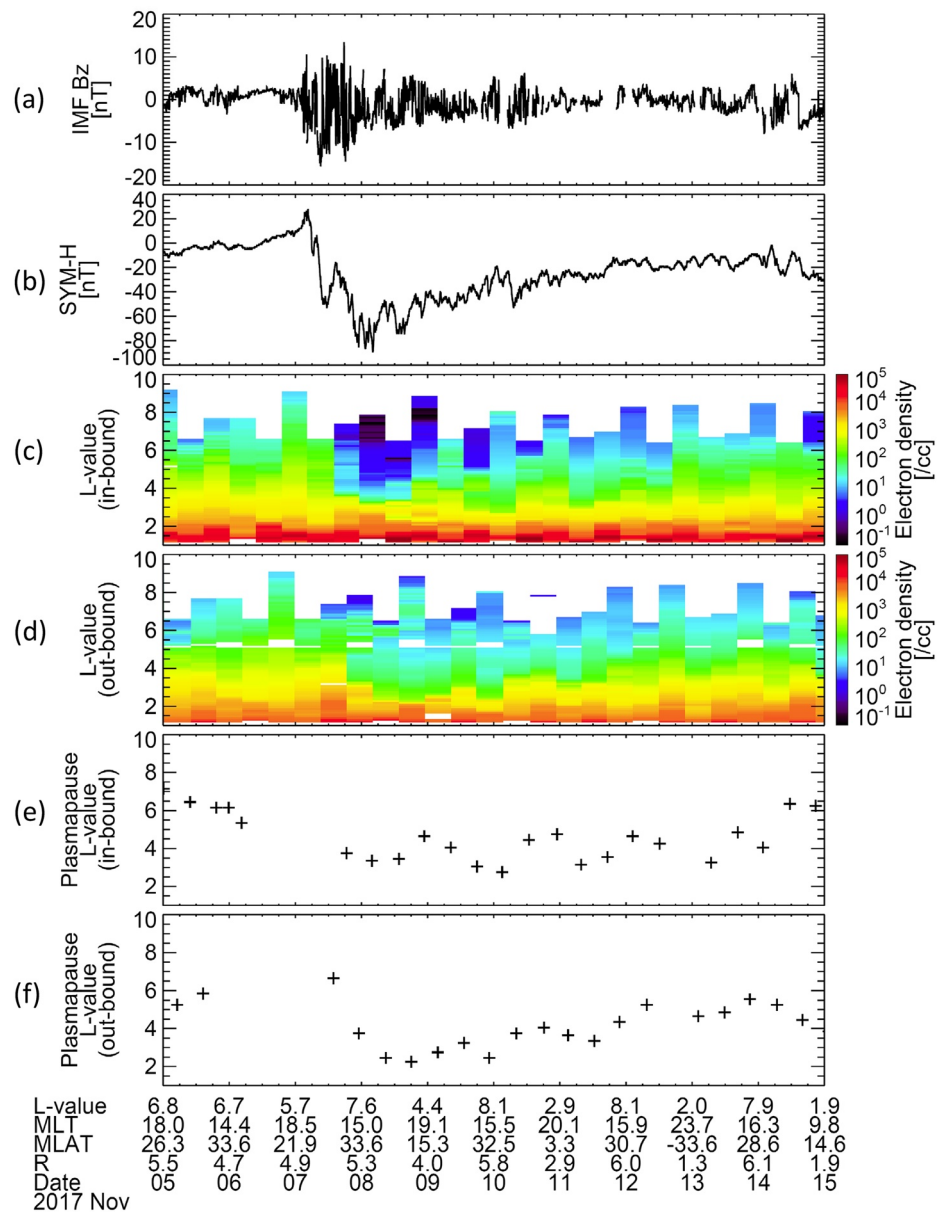 (a)
IMF Bz
[nT]
20
10
0
-10
-20
(b)
SYM-H
[nT]
40
20
0
-20
-40
-60
-80
-100
(c)
L-value
(in-bound)
10
8
6
4
2
10^5
10^4
10^3
10^2
10^1
10^0
10^-1
Electron density
[/cc]
(d)
L-value
(out-bound)
10
8
6
4
2
10^5
10^4
10^3
10^2
10^1
10^0
10^-1
Electron density
[/cc]
(e)
Plasmapause
L-value
(in-bound)
10
8
6
4
2
(f)
Plasmapause
L-value
(out-bound)
10
8
6
4
2
L-value 6.8 6.7 5.7 7.6 4.4 8.1 2.9 8.1 2.0 7.9 1.9
MLT 18.0 14.4 18.5 15.0 19.1 15.5 20.1 15.9 23.7 16.3 9.8
MLAT 26.3 33.6 21.9 33.6 15.3 32.5 3.3 30.7 -33.6 28.6 14.6
R 5.5 4.7 4.9 5.3 4.0 5.8 2.9 6.0 1.3 6.1 1.9
Date 05 06 07 08 09 10 11 12 13 14 15
2017 Nov